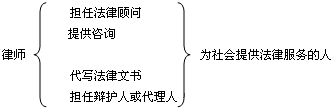 担任法律顾问
提供咨询
律师
为社会提供法律服务的人
代写法律文书
担任辩护人或代理人